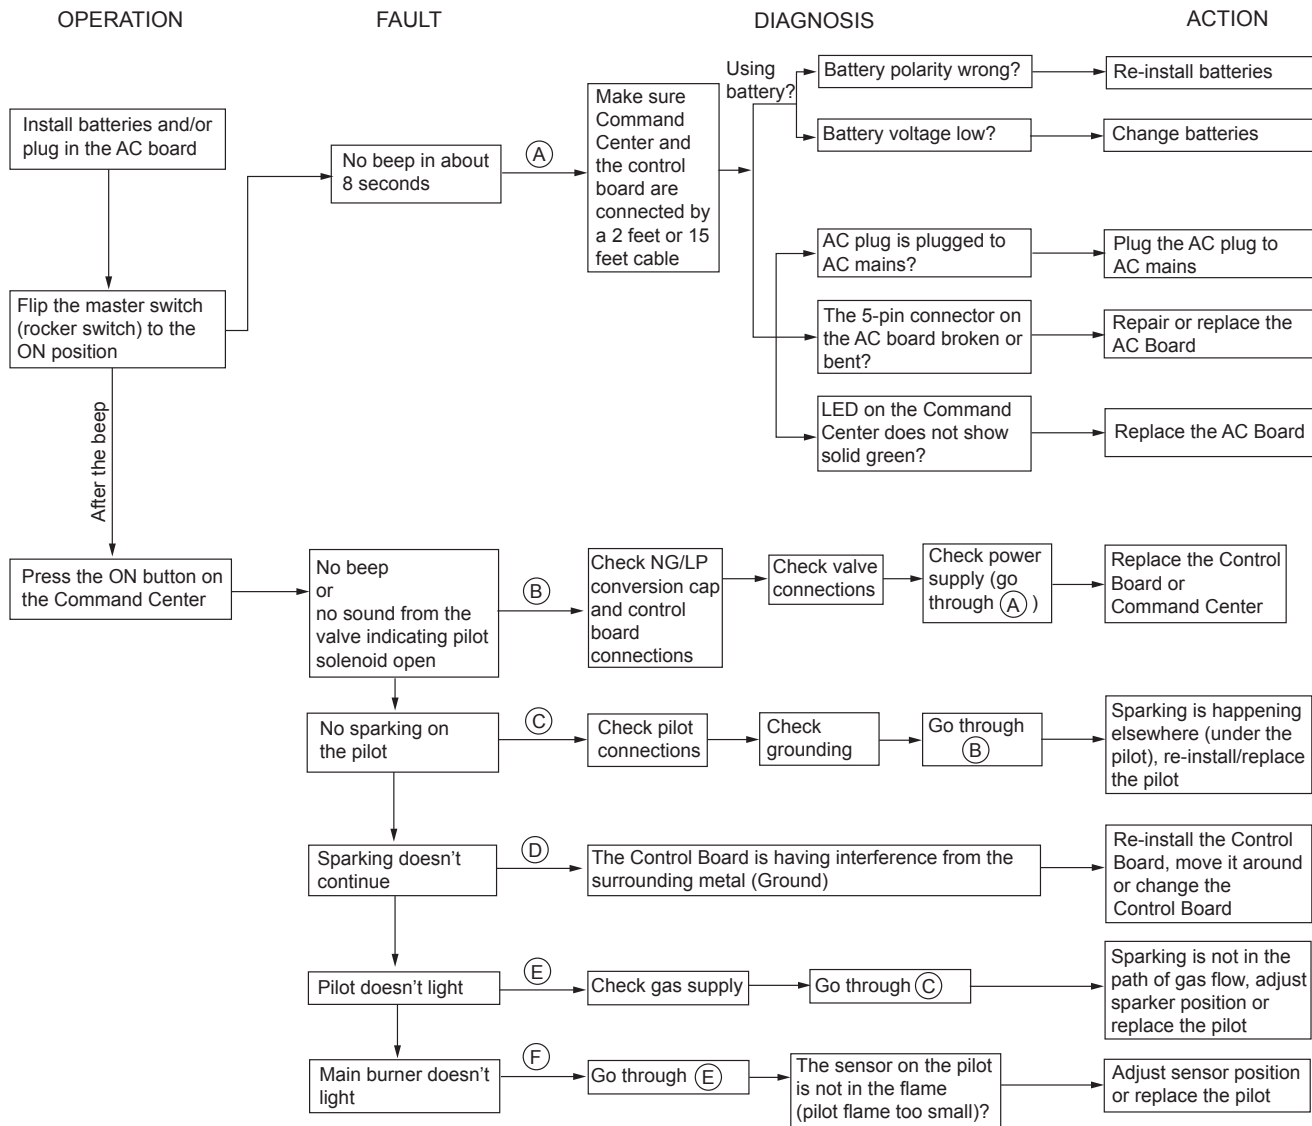 OPERATION
FAULT
DIAGNOSIS
ACTION
Install batteries and/or
plug in the AC board
Flip the master switch
(rocker switch) to the
ON position
No beep in about
8 seconds
A
Make sure
Command
Center and
the control
board are
connected by
a 2 feet or 15
feet cable
Using
battery?
Battery polarity wrong?
Re-install batteries
Battery voltage low?
Change batteries
AC plug is plugged to
AC mains?
Plug the AC plug to
AC mains
The 5-pin connector on
the AC board broken or
bent?
Repair or replace the
AC Board
LED on the Command
Center does not show
solid green?
Replace the AC Board
After the beep
Press the ON button on
the Command Center
No beep
or
no sound from the
valve indicating pilot
solenoid open
B
Check NG/LP
conversion cap
and control
board
connections
Check valve
connections
Check power
supply (go
through A )
Replace the Control
Board or
Command Center
No sparking on
the pilot
C
Check pilot
connections
Check
grounding
Go through
B
Sparking is happening
elsewhere (under the
pilot), re-install/replace
the pilot
Sparking doesn't
continue
D
The Control Board is having interference from the
surrounding metal (Ground)
Re-install the Control
Board, move it around
or change the
Control Board
Pilot doesn't light
E
Check gas supply
Go through C
Sparking is not in the
path of gas flow, adjust
sparker position or
replace the pilot
Main burner doesn't
light
F
Go through E
The sensor on the pilot
is not in the flame
(pilot flame too small)?
Adjust sensor position
or replace the pilot